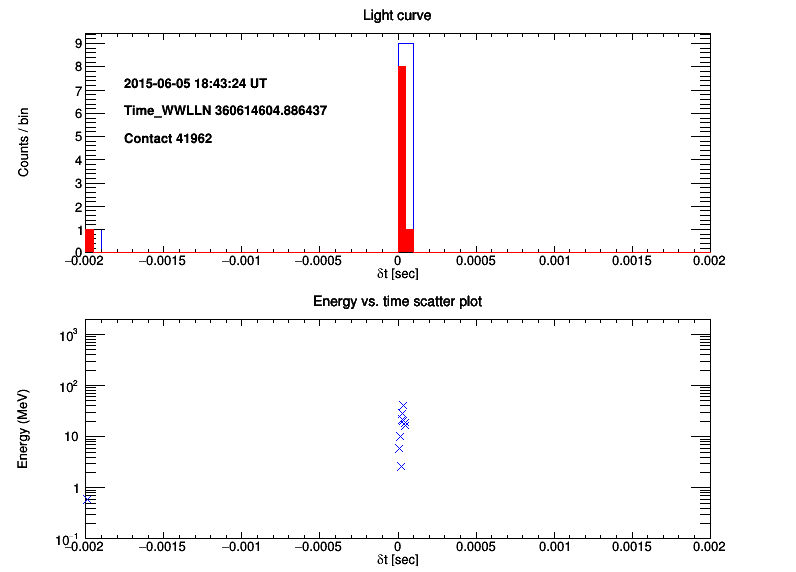 Light curve
9
8
7
6
5
4
3
2
1
0
Counts / bin
2015-06-05 18:43:24 UT
Time_WWLLN 360614604.886437
Contact 41962
−0.002 −0.0015 −0.001 −0.0005 0 0.0005 0.001 0.0015 0.002
δt [sec]
Energy vs. time scatter plot
10³
10²
10
1
10⁻¹
Energy (MeV)
−0.002 −0.0015 −0.001 −0.0005 0 0.0005 0.001 0.0015 0.002
δt [sec]